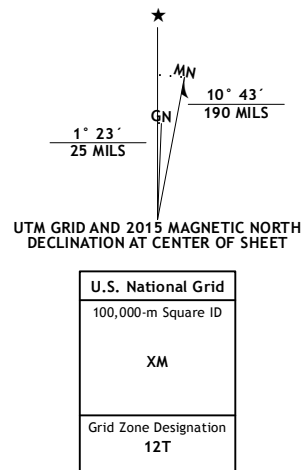 ★
MN
GN
10° 43´
190 MILS
1° 23´
25 MILS
UTM GRID AND 2015 MAGNETIC NORTH
DECLINATION AT CENTER OF SHEET
U.S. National Grid
100,000-m Square ID
XM
Grid Zone Designation
12T